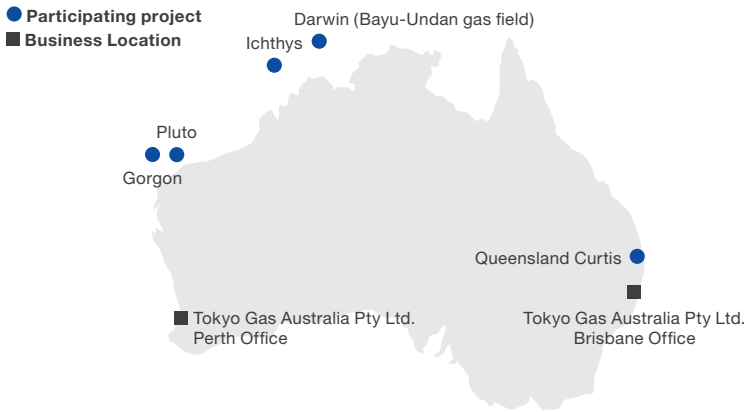 Participating project
Business Location
Darwin (Bayu-Undan gas field)
Ichthys
Pluto
Gorgon
Queensland Curtis
Tokyo Gas Australia Pty Ltd.
Perth Office
Tokyo Gas Australia Pty Ltd.
Brisbane Office